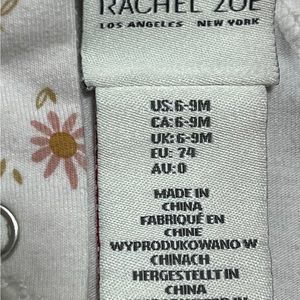 RACHEL ZOE
LOS ANGELES NEW YORK
US: 6-9M
CA: 6-9M
UK: 6-9M
EU: 74
AU: 0
MADE IN
CHINA
FABRIQUÉ EN
CHINE
WYPRODUKOWANO W
CHINACH
HERGESTELLT IN
CHINA